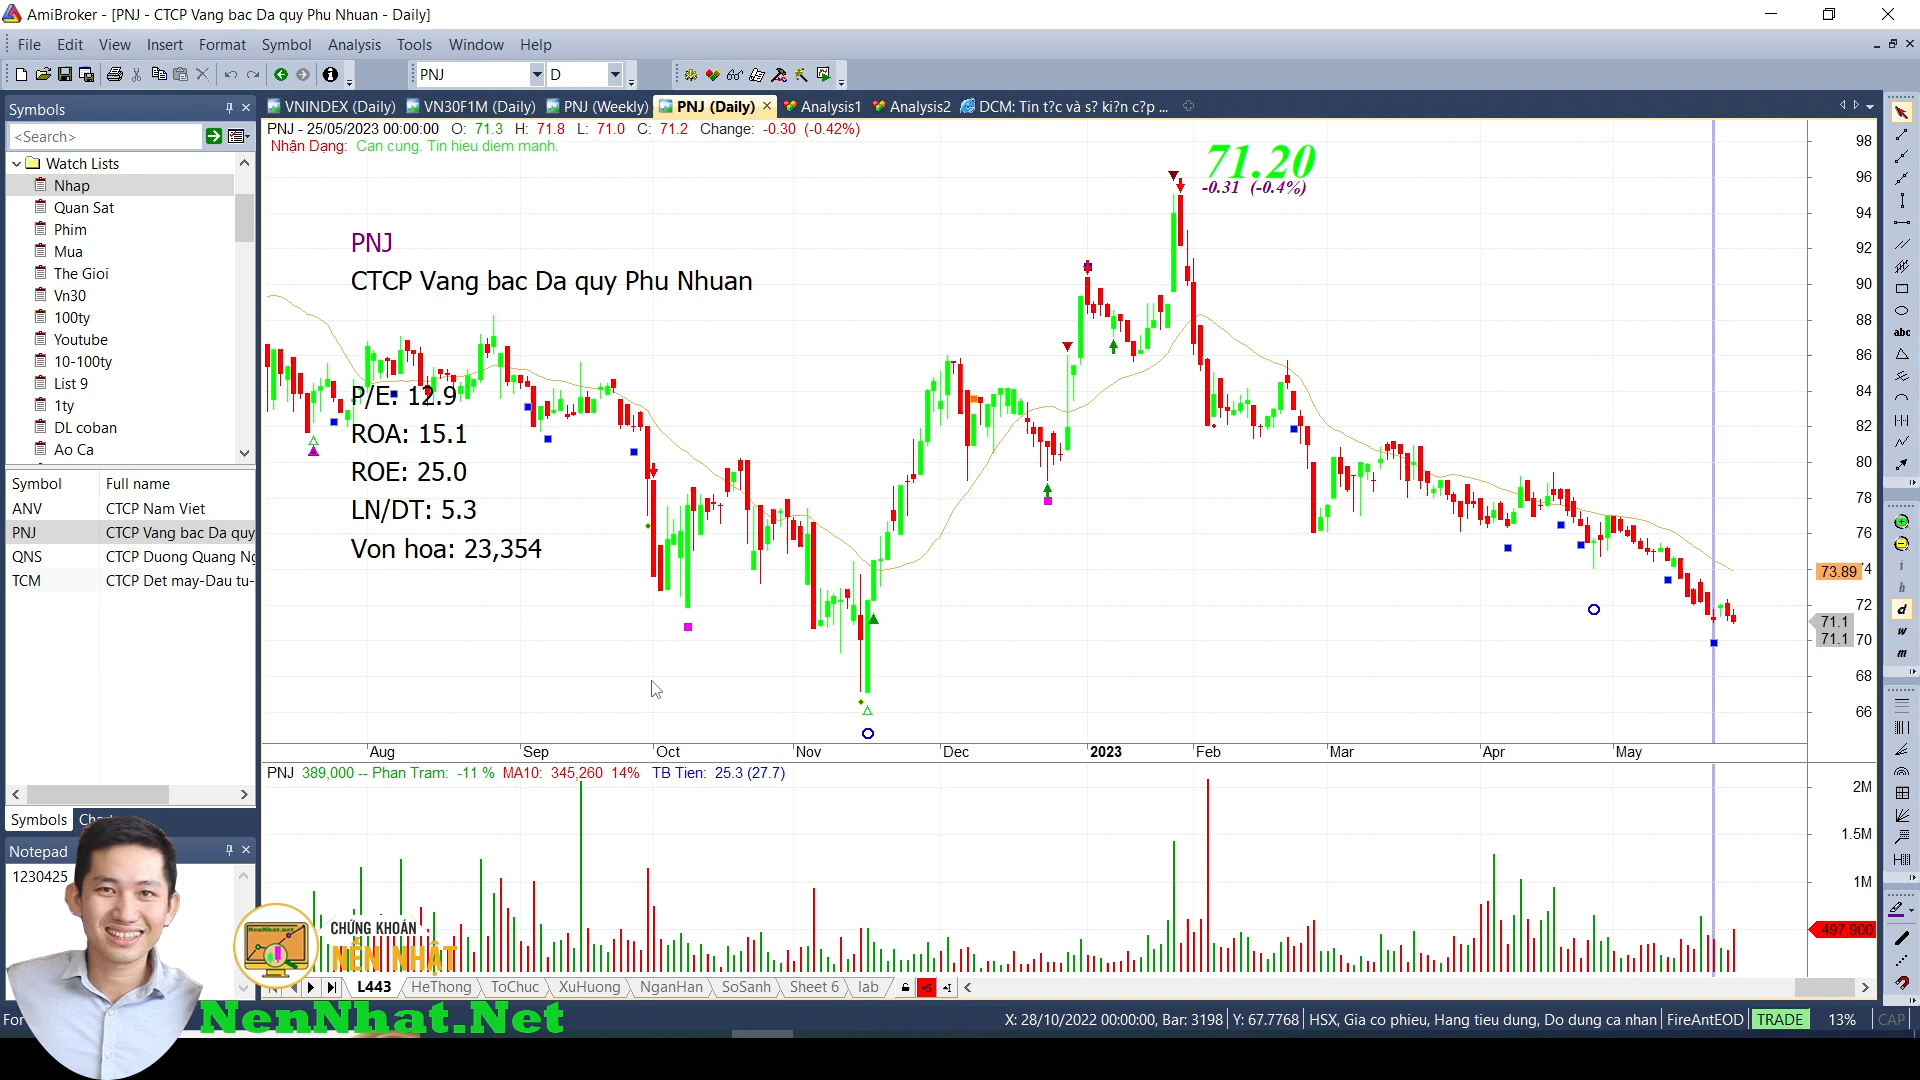 AmiBroker - [PNJ - CTCP Vang bac Da quy Phu Nhuan - Daily]
File Edit View Insert Format Symbol Analysis Tools Window Help
PNJ D
Symbols
VNINDEX (Daily) VN30F1M (Daily) PNJ (Weekly) PNJ (Daily) Analysis1 Analysis2 DCM: Tin t?c và s? ki?n c?p ...
<Search>
PNJ - 25/05/2023 00:00:00 O: 71.3 H: 71.8 L: 71.0 C: 71.2 Change: -0.30 (-0.42%)
Nhận Dạng: Can cung. Tin hieu diem manh.
71.20
-0.31 (-0.4%)
Watch Lists
Nhap
Quan Sat
Phim
Mua
The Gioi
Vn30
100ty
Youtube
10-100ty
List 9
1ty
DL coban
Ao Ca
PNJ
CTCP Vang bac Da quy Phu Nhuan
P/E: 12.9
ROA: 15.1
ROE: 25.0
LN/DT: 5.3
Von hoa: 23,354
98
96
94
92
90
88
86
84
82
80
78
76
73.89 4
72
71.1
71.1 70
68
66
abc
i
h
d
w
m
Symbol Full name
ANV CTCP Nam Viet
PNJ CTCP Vang bac Da quy
QNS CTCP Duong Quang Ng
TCM CTCP Det may-Dau tu-
Aug Sep Oct Nov Dec 2023 Feb Mar Apr May
PNJ 389,000 -- Phan Tram: -11 % MA10: 345,260 14% TB Tien: 25.3 (27.7)
2M
1.5M
1M
497,900
Symbols
Notepad
1230425
CHỨNG KHOÁN
NẾN NHẬT
NenNhat.net
L443 HeThong ToChuc XuHuong NganHan SoSanh Sheet 6 lab
NenNhat.Net
For
X: 28/10/2022 00:00:00, Bar: 3198 Y: 67.7768 HSX, Gia co phieu, Hang tieu dung, Do dung ca nhan FireAntEOD TRADE 13% CAP